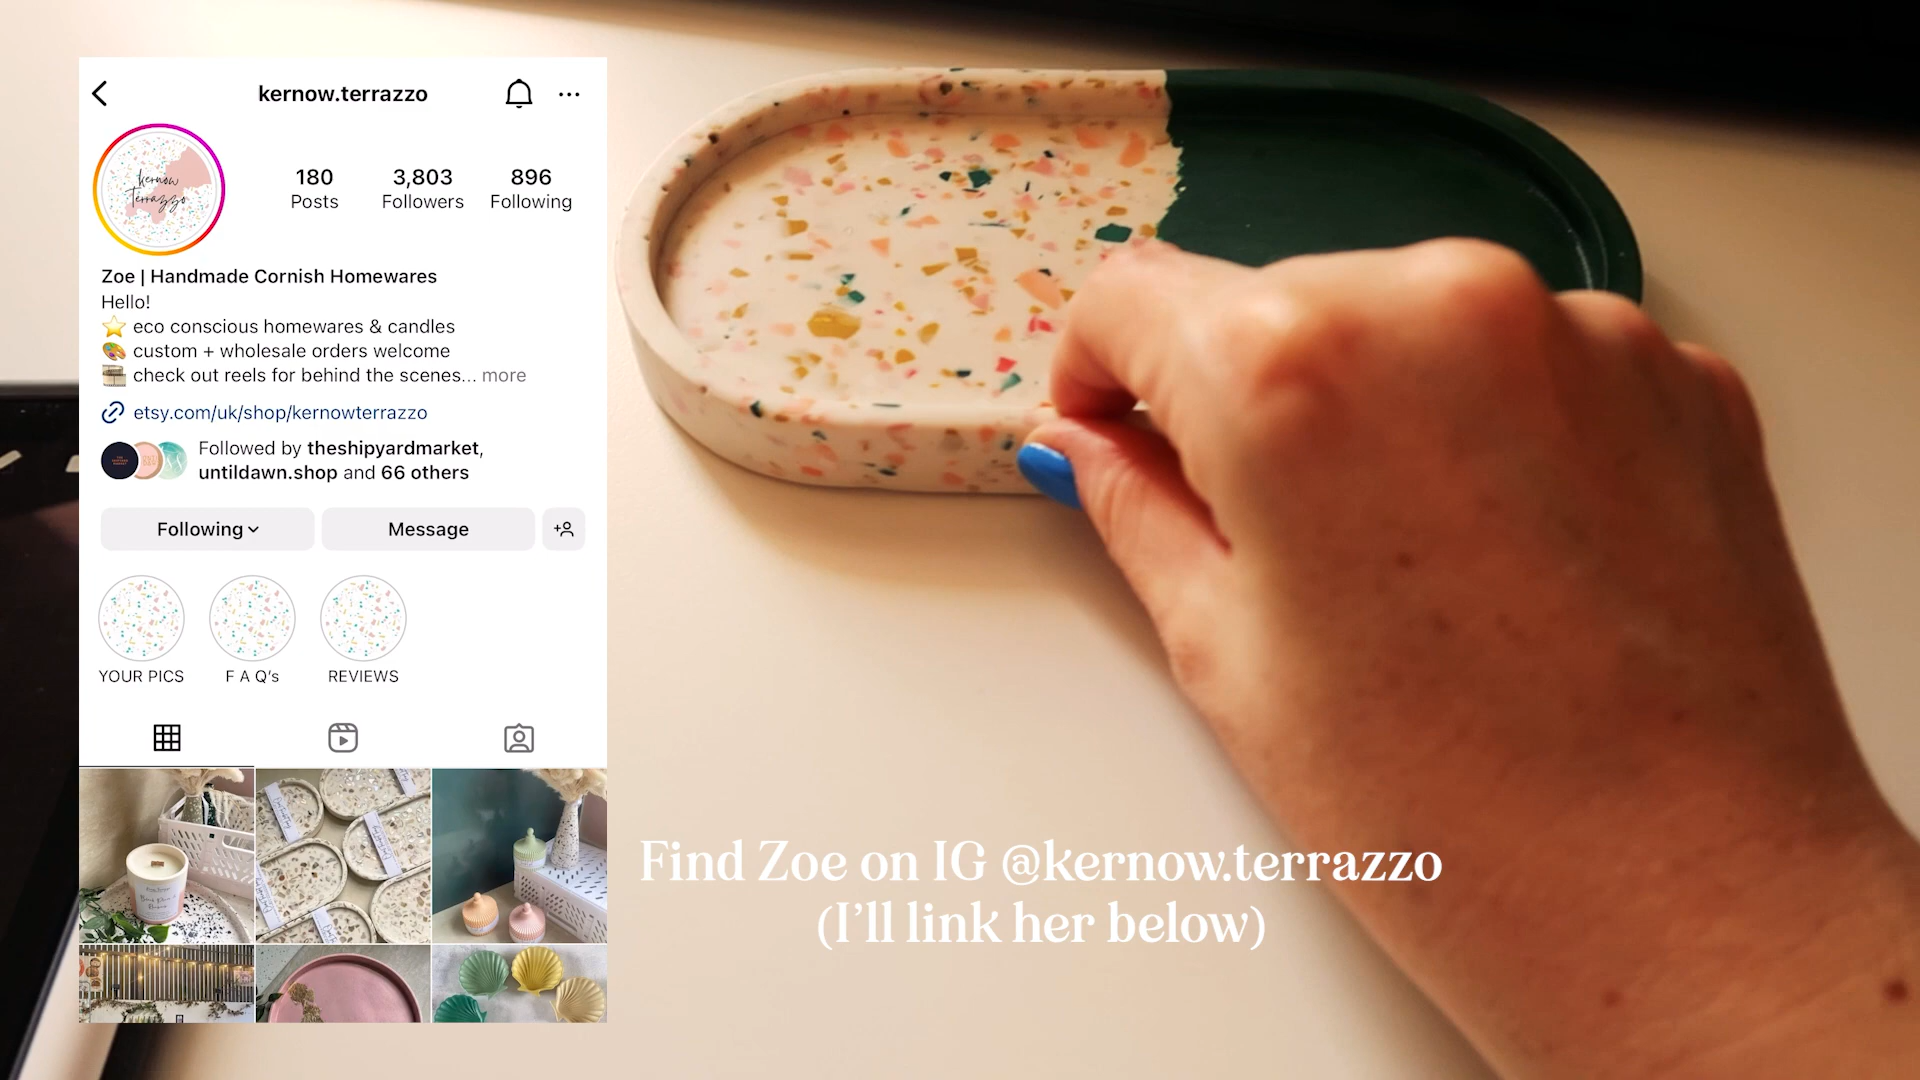 kernow.terrazzo
kernow
Terrazzo
180
Posts
3,803
Followers
896
Following
Zoe | Handmade Cornish Homewares
Hello!
⭐ eco conscious homewares & candles
🎨 custom + wholesale orders welcome
check out reels for behind the scenes... more
etsy.com/uk/shop/kernowterrazzo
Followed by theshipyardmarket,
untildawn.shop and 66 others
Following
Message
YOUR PICS
F A Q's
REVIEWS
Find Zoe on IG @kernow.terrazzo
(I'll link her below)